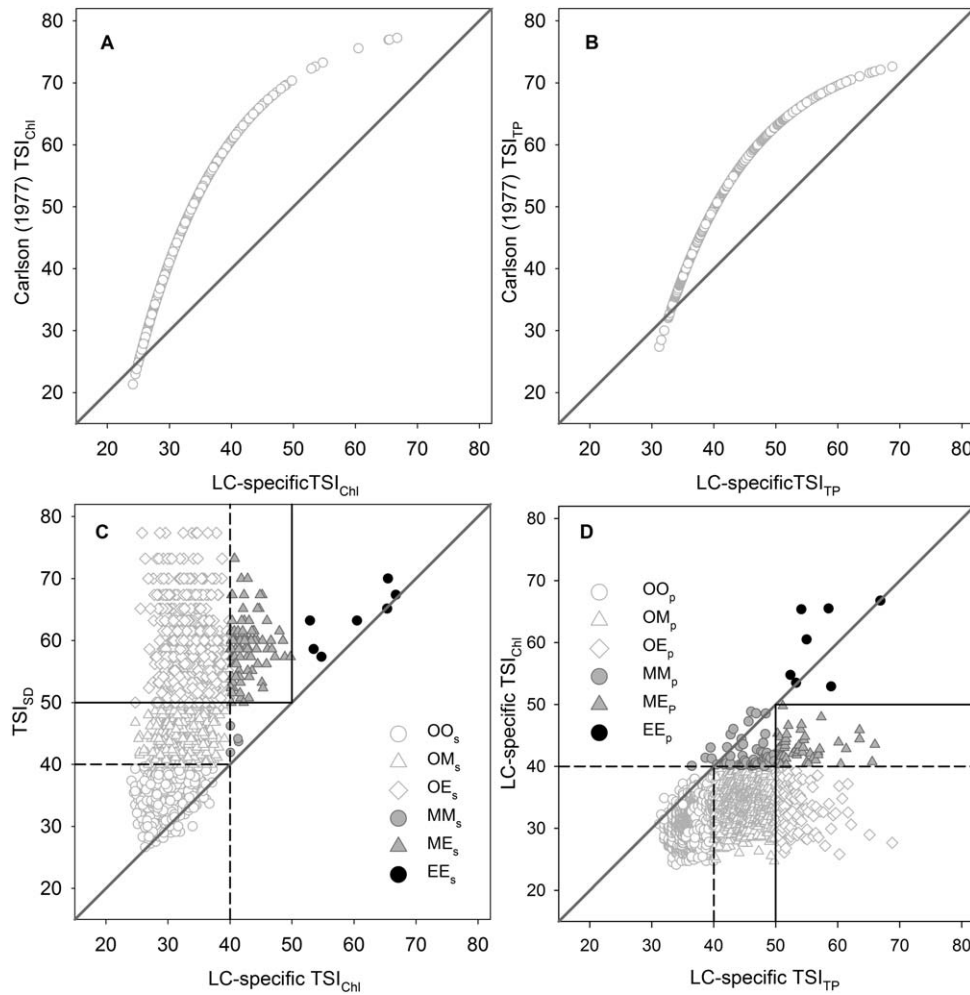 A
80
70
60
50
40
30
20
Carlson (1977) TSI_Chl
20 30 40 50 60 70 80
LC-specificTSI_Chl
B
80
70
60
50
40
30
20
Carlson (1977) TSI_TP
20 30 40 50 60 70 80
LC-specificTSI_TP
C
80
70
60
50
40
30
20
TSI_SD
OO_s
OM_s
OE_s
MM_s
ME_s
EE_s
20 30 40 50 60 70 80
LC-specific TSI_Chl
D
80
70
60
50
40
30
20
LC-specific TSI_Chl
OO_p
OM_p
OE_p
MM_p
ME_p
EE_p
20 30 40 50 60 70 80
LC-specific TSI_TP